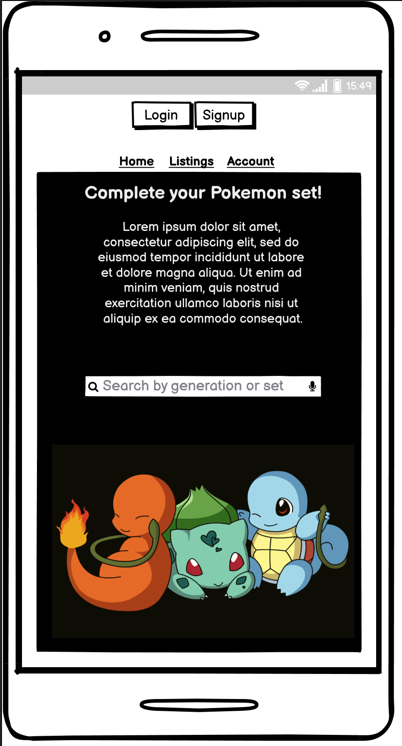 15:49
Login Signup
Home Listings Account
Complete your Pokemon set!
Lorem ipsum dolor sit amet,
consectetur adipiscing elit, sed do
eiusmod tempor incididunt ut labore
et dolore magna aliqua. Ut enim ad
minim veniam, quis nostrud
exercitation ullamco laboris nisi ut
aliquip ex ea commodo consequat.
Search by generation or set